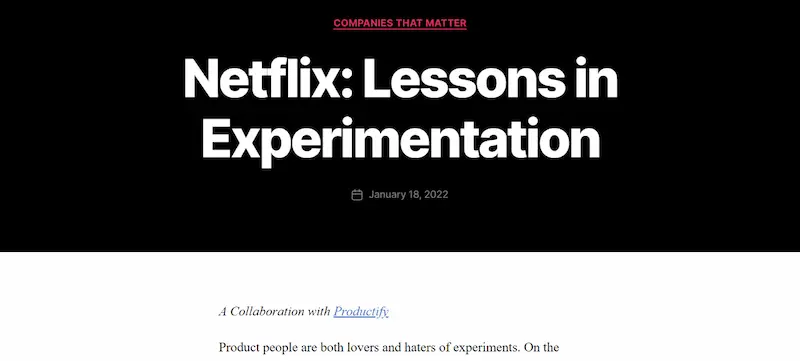 COMPANIES THAT MATTER
Netflix: Lessons in
Experimentation
January 18, 2022
A Collaboration with Productify
Product people are both lovers and haters of experiments. On the